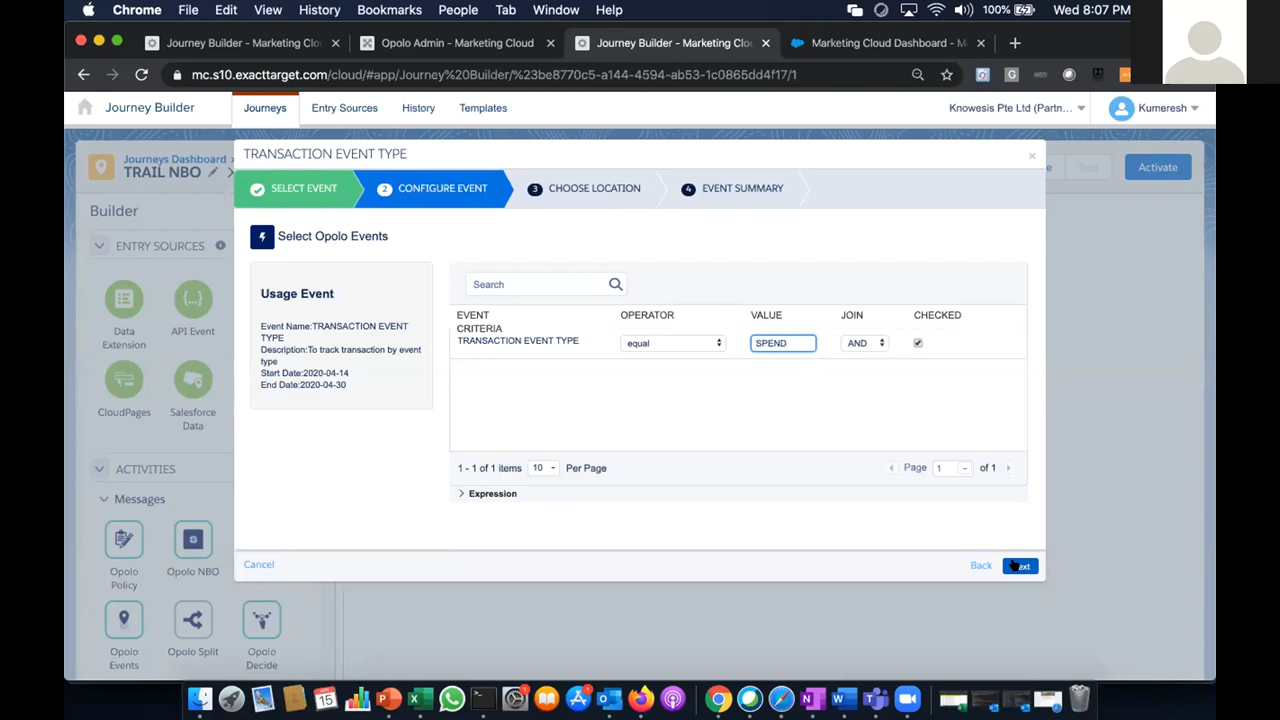 Chrome File Edit View History Bookmarks People Tab Window Help 100% Wed 8:07 PM
Journey Builder - Marketing Clo × Opolo Admin - Marketing Cloud × Journey Builder - Marketing Clo × Marketing Cloud Dashboard - M × +
mc.s10.exacttarget.com/cloud/#app/Journey%20Builder/%23be8770c5-a144-4594-ab53-1c0865dd4f17/1
Journey Builder Journeys Entry Sources History Templates Knowesis Pte Ltd (Partn... Kumeresh
Journeys Dashboard
TRAIL NBO
Test Activate
TRANSACTION EVENT TYPE ×
SELECT EVENT 2 CONFIGURE EVENT 3 CHOOSE LOCATION 4 EVENT SUMMARY
Builder
ENTRY SOURCES
Data Extension
API Event
CloudPages
Salesforce Data
ACTIVITIES
Messages
Opolo Policy
Opolo NBO
Opolo Events
Opolo Split
Opolo Decide
Select Opolo Events
Usage Event
Event Name:TRANSACTION EVENT
TYPE
Description:To track transaction by event
type
Start Date:2020-04-14
End Date:2020-04-30
Search
EVENT CRITERIA OPERATOR VALUE JOIN CHECKED
TRANSACTION EVENT TYPE equal SPEND AND
1 - 1 of 1 items 10 Per Page Page 1 of 1
Expression
Cancel Back